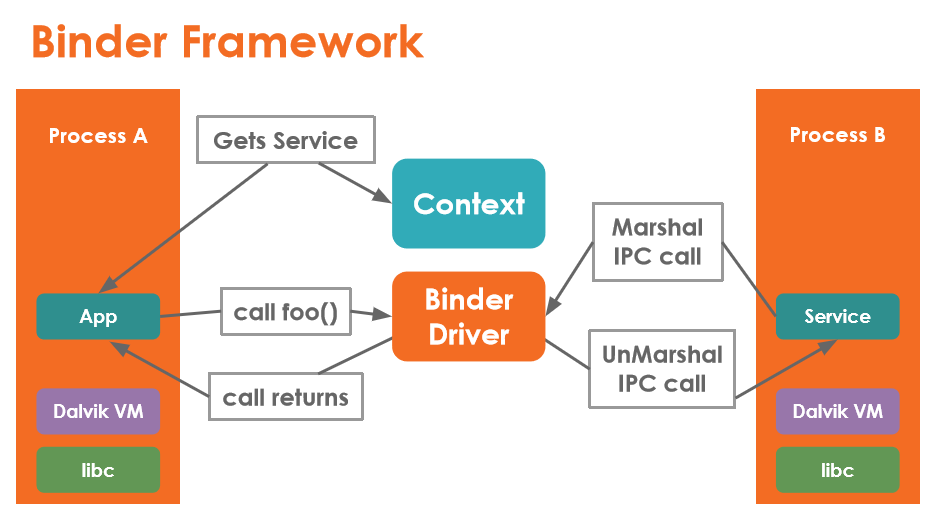 Binder Framework
Process A
Gets Service
Context
Process B
Marshal
IPC call
App
call foo()
Binder
Driver
Service
UnMarshal
IPC call
call returns
Dalvik VM
Dalvik VM
libc
libc